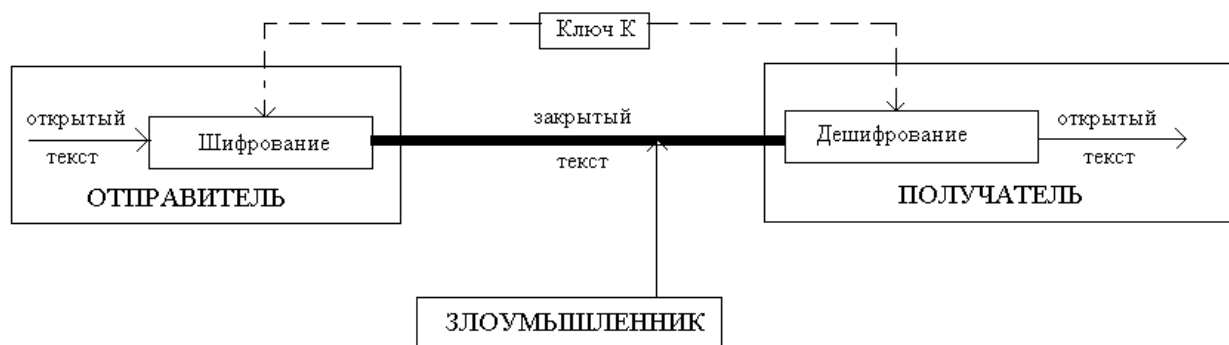 Ключ К
открытый
текст
Шифрование
ОТПРАВИТЕЛЬ
закрытый
текст
Дешифрование
открытый
текст
ПОЛУЧАТЕЛЬ
ЗЛОУМЫШЛЕННИК